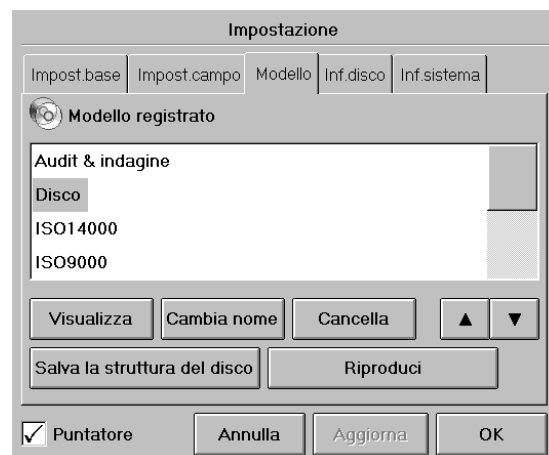 Impostazione
Impost.base Impost.campo Modello Inf.disco Inf.sistema
Modello registrato
Audit & indagine
Disco
ISO14000
ISO9000
Visualizza Cambia nome Cancella ▲ ▼
Salva la struttura del disco Riproduci
Puntatore Annulla Aggiorna OK